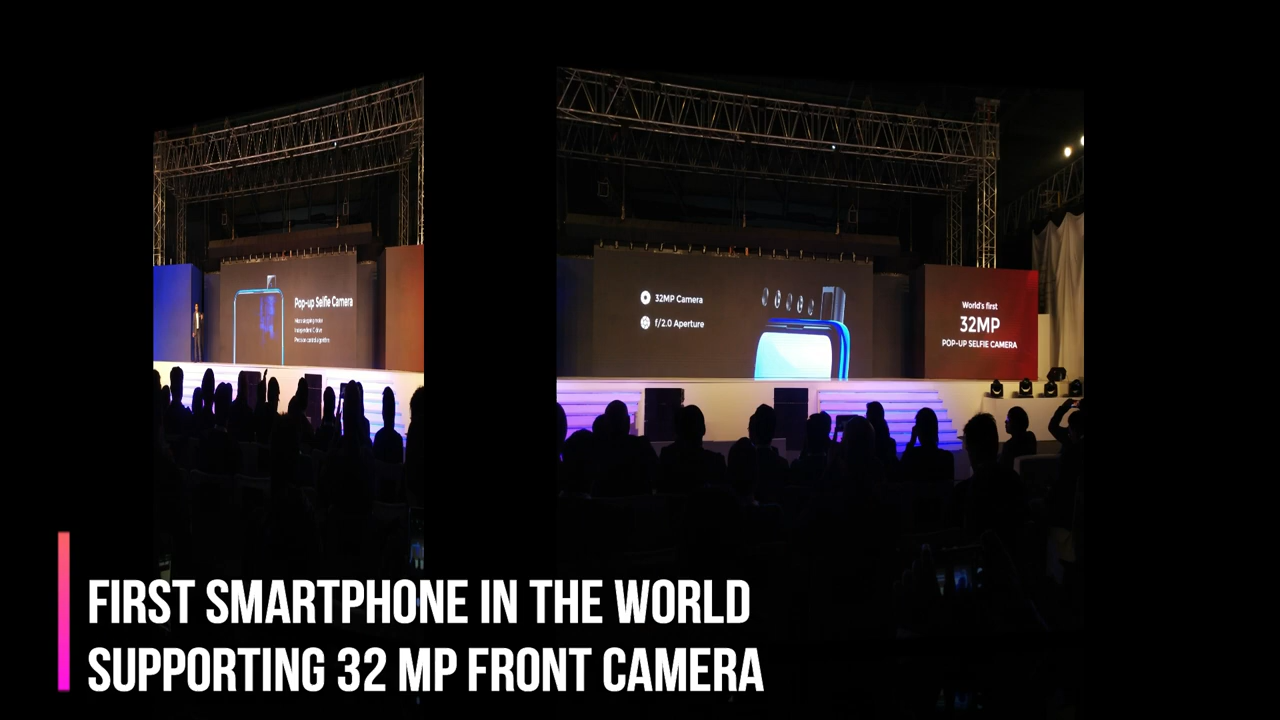 Pop-up Selfie Camera
32MP Camera
f/2.0 Aperture
World's first
32MP
POP-UP SELFIE CAMERA
FIRST SMARTPHONE IN THE WORLD
SUPPORTING 32 MP FRONT CAMERA